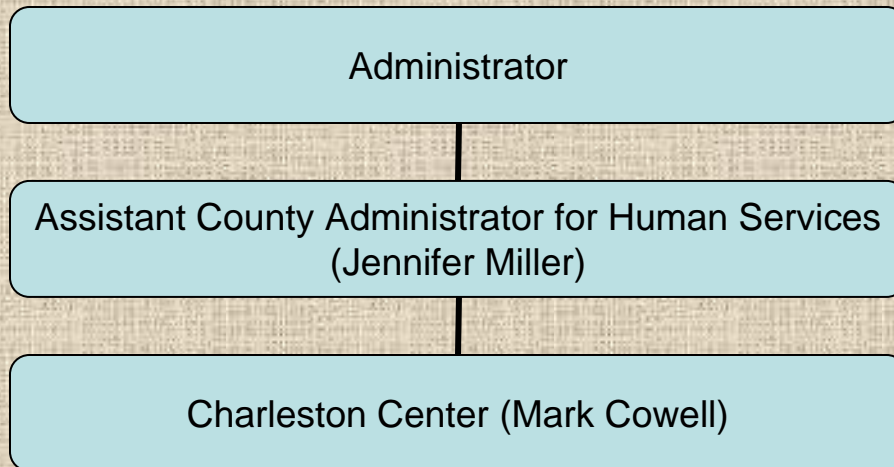 Administrator
Assistant County Administrator for Human Services
(Jennifer Miller)
Charleston Center (Mark Cowell)